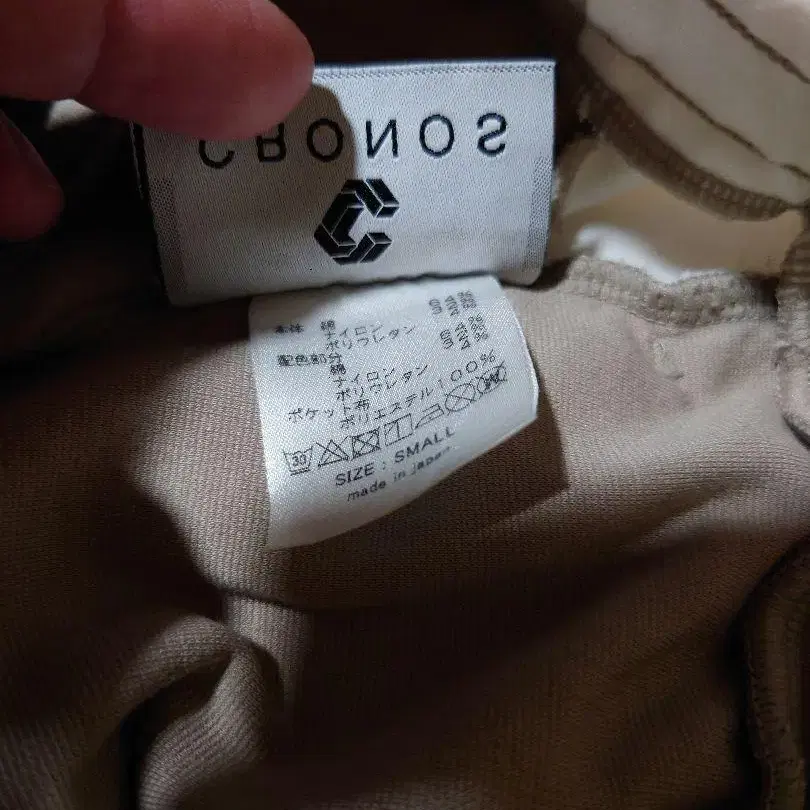 CRONOS
本体 綿
ナイロン
ポリウレタン
配色部分
綿
ナイロン
ポリウレタン
ポケット布
ポリエステル100%
30
SIZE : SMALL
made in japan.